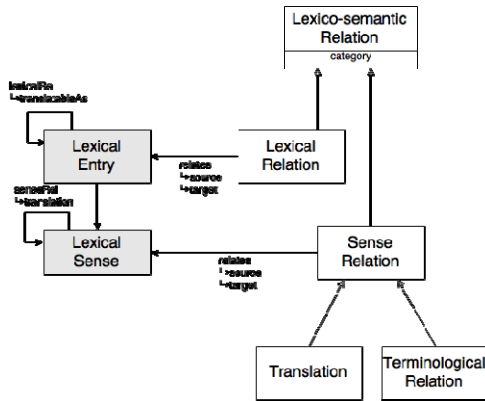 Lexico-semantic
Relation
category
lexicalRel
↳translatableAs
Lexical
Entry
Lexical
Relation
relates
↳source
↳target
senseRel
↳translation
Lexical
Sense
Sense
Relation
relates
↳source
↳target
Translation
Terminological
Relation